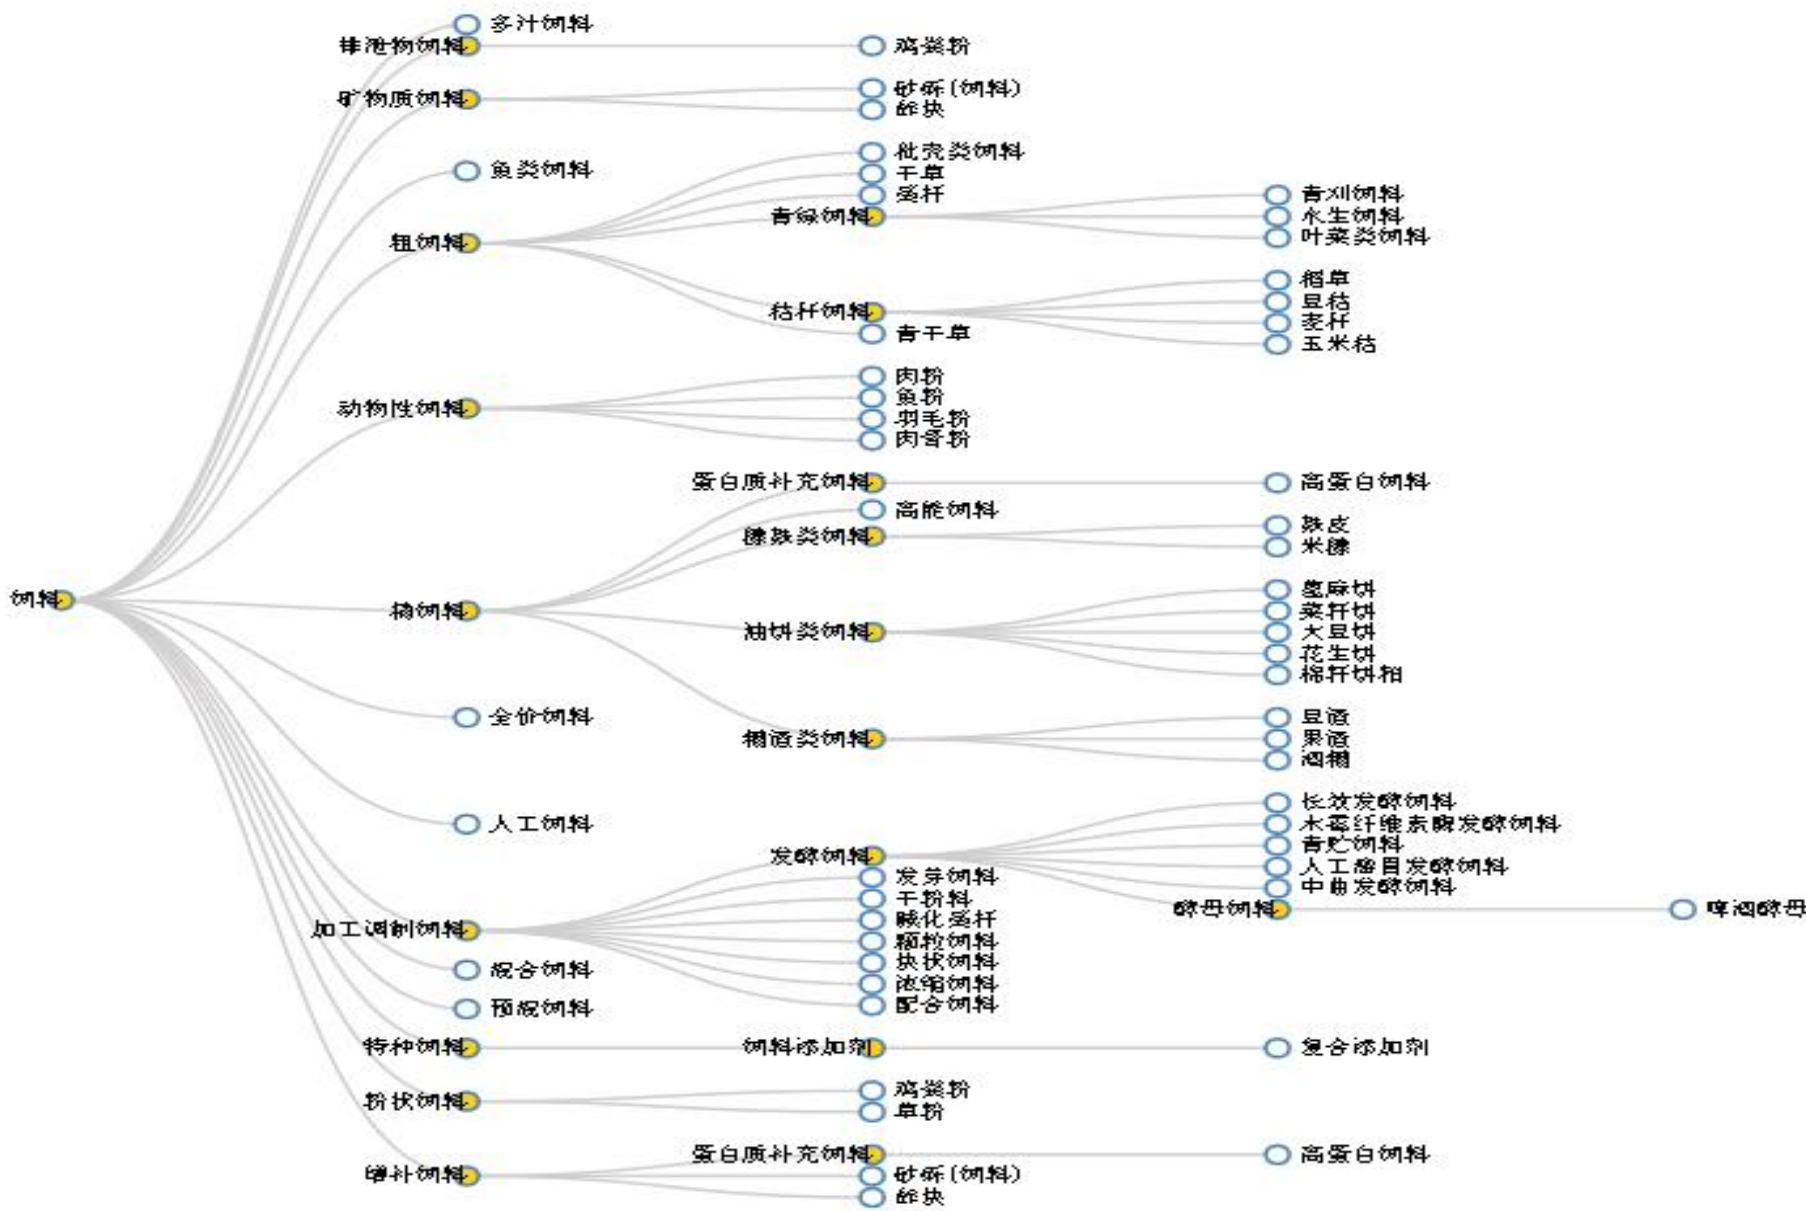 饲料
多汁饲料
排泄物饲料
鸡粪粉
矿物质饲料
砂砾(饲料)
舔块
鱼类饲料
粗饲料
秕壳类饲料
干草
蒿秆
青绿饲料
青刈饲料
水生饲料
叶菜类饲料
秸秆饲料
稻草
豆秸
麦秆
玉米秸
青干草
动物性饲料
肉粉
鱼粉
羽毛粉
肉骨粉
精饲料
蛋白质补充饲料
高蛋白饲料
高能饲料
糠麸类饲料
麸皮
米糠
油饼类饲料
蓖麻饼
菜籽饼
大豆饼
花生饼
棉籽饼粕
糟渣类饲料
豆渣
果渣
酒糟
全价饲料
人工饲料
加工调制饲料
发酵饲料
长效发酵饲料
木霉纤维素酶发酵饲料
青贮饲料
人工瘤胃发酵饲料
中曲发酵饲料
酵母饲料
啤酒酵母
发芽饲料
干粉料
碱化蒿秆
颗粒饲料
块状饲料
浓缩饲料
配合饲料
混合饲料
预混饲料
特种饲料
饲料添加剂
复合添加剂
粉状饲料
鸡粪粉
草粉
增补饲料
蛋白质补充饲料
高蛋白饲料
砂砾(饲料)
舔块